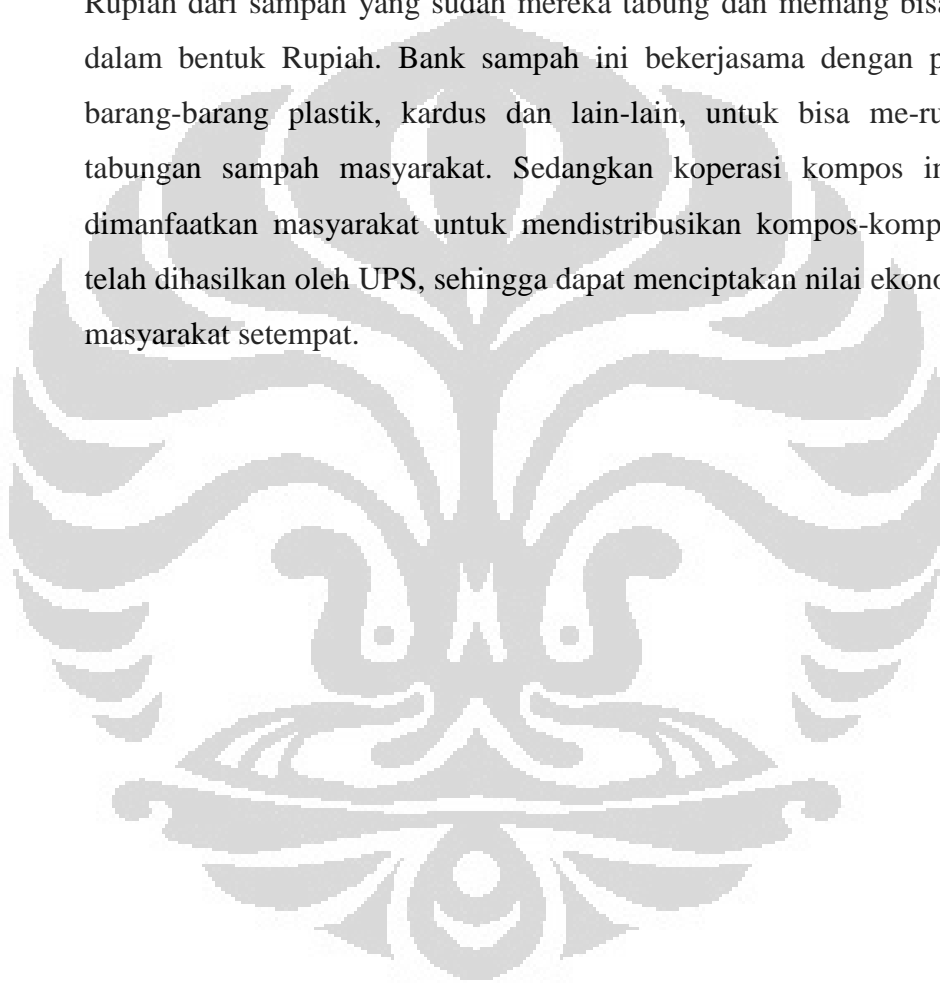 Rupiah dari sampah yang sudah mereka tabung dan memang bisa
dalam bentuk Rupiah. Bank sampah ini bekerjasama dengan p
barang-barang plastik, kardus dan lain-lain, untuk bisa me-ru
tabungan sampah masyarakat. Sedangkan koperasi kompos in
dimanfaatkan masyarakat untuk mendistribusikan kompos-komp
telah dihasilkan oleh UPS, sehingga dapat menciptakan nilai ekono
masyarakat setempat.